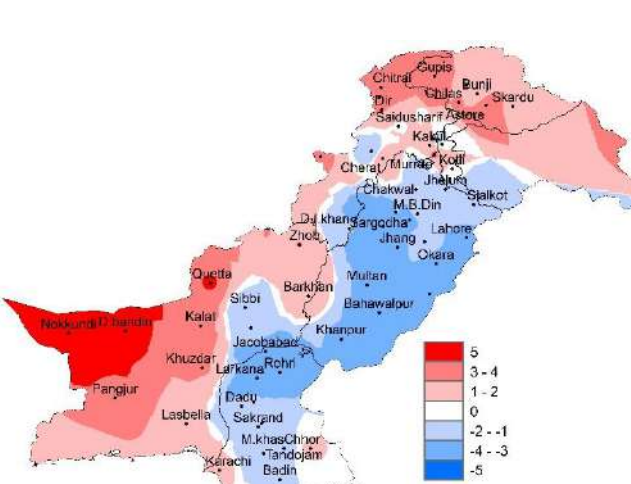 Gupis
Chitral
Bunji
Chilas
Skardu
Dir
Astore
Saidusharif
Kakul
Cherat
Murree
Kotli
Jhelum
Chakwal
Sialkot
M.B.Din
D.I.khan
Sargodha
Lahore
Zhob
Jhang
Okara
Quetta
Multan
Barkhan
Sibbi
Bahawalpur
Nokkundi
Kalat
Khanpur
Jacobabad
Khuzdar
Larkana
Rohri
Panjgur
Dadu
Lasbella
Sakrand
M.khas
Chhor
Tandojam
Karachi
Badin
5
3 - 4
1 - 2
0
-2 - -1
-4 - -3
-5